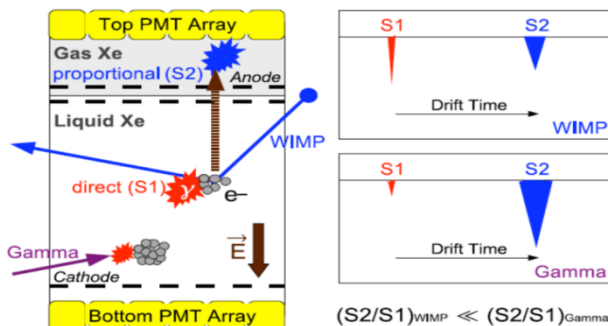 Top PMT Array
Gas Xe
proportional (S2)
Anode
Liquid Xe
WIMP
direct (S1)
γ
e–
E
Gamma
Cathode
Bottom PMT Array
S1 S2
Drift Time
WIMP
S1 S2
Drift Time
Gamma
(S2/S1)WIMP ≪ (S2/S1)Gamma